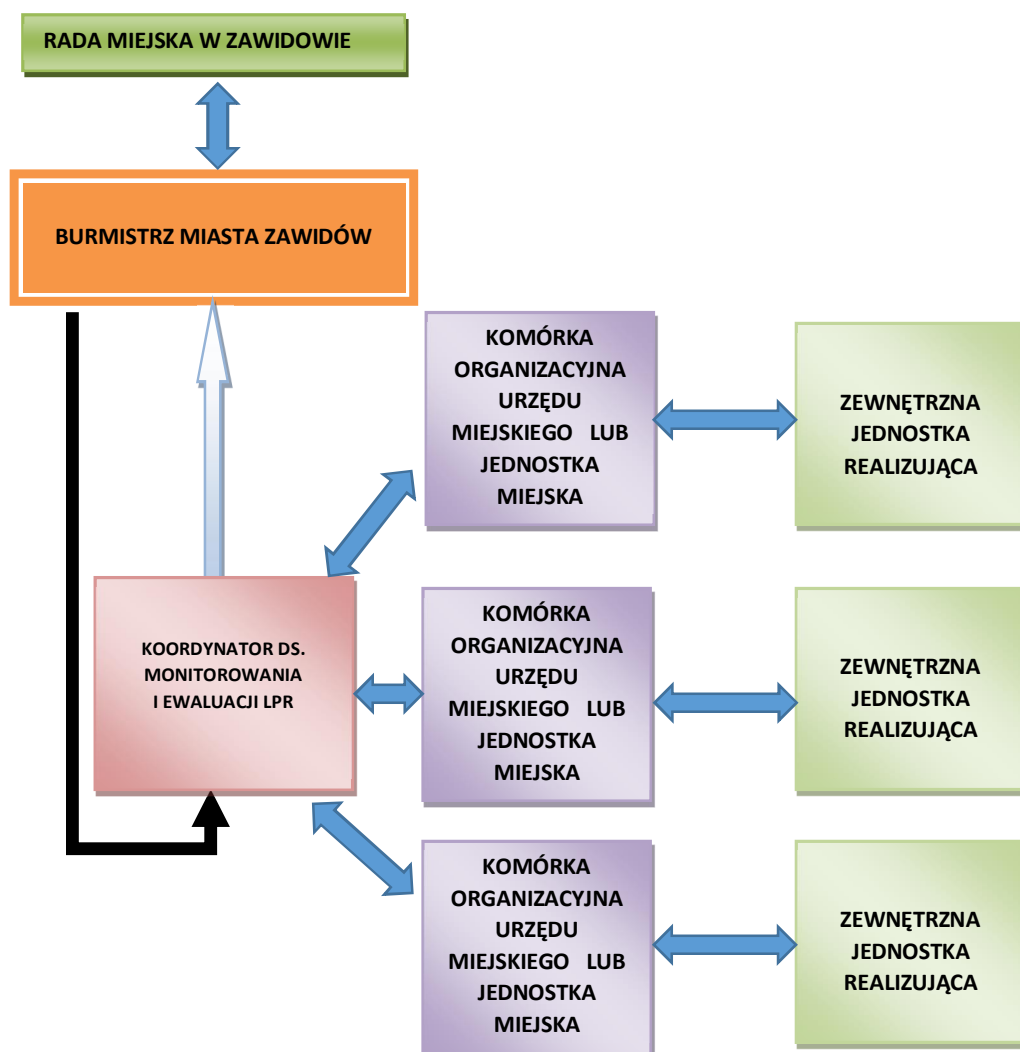 RADA MIEJSKA W ZAWIDOWIE
BURMISTRZ MIASTA ZAWIDÓW
KOMÓRKA
ORGANIZACYJNA
URZĘDU
MIEJSKIEGO LUB
JEDNOSTKA
MIEJSKA
ZEWNĘTRZNA
JEDNOSTKA
REALIZUJĄCA
KOORDYNATOR DS.
MONITOROWANIA
I EWALUACJI LPR
KOMÓRKA
ORGANIZACYJNA
URZĘDU
MIEJSKIEGO LUB
JEDNOSTKA
MIEJSKA
ZEWNĘTRZNA
JEDNOSTKA
REALIZUJĄCA
KOMÓRKA
ORGANIZACYJNA
URZĘDU
MIEJSKIEGO LUB
JEDNOSTKA
MIEJSKA
ZEWNĘTRZNA
JEDNOSTKA
REALIZUJĄCA